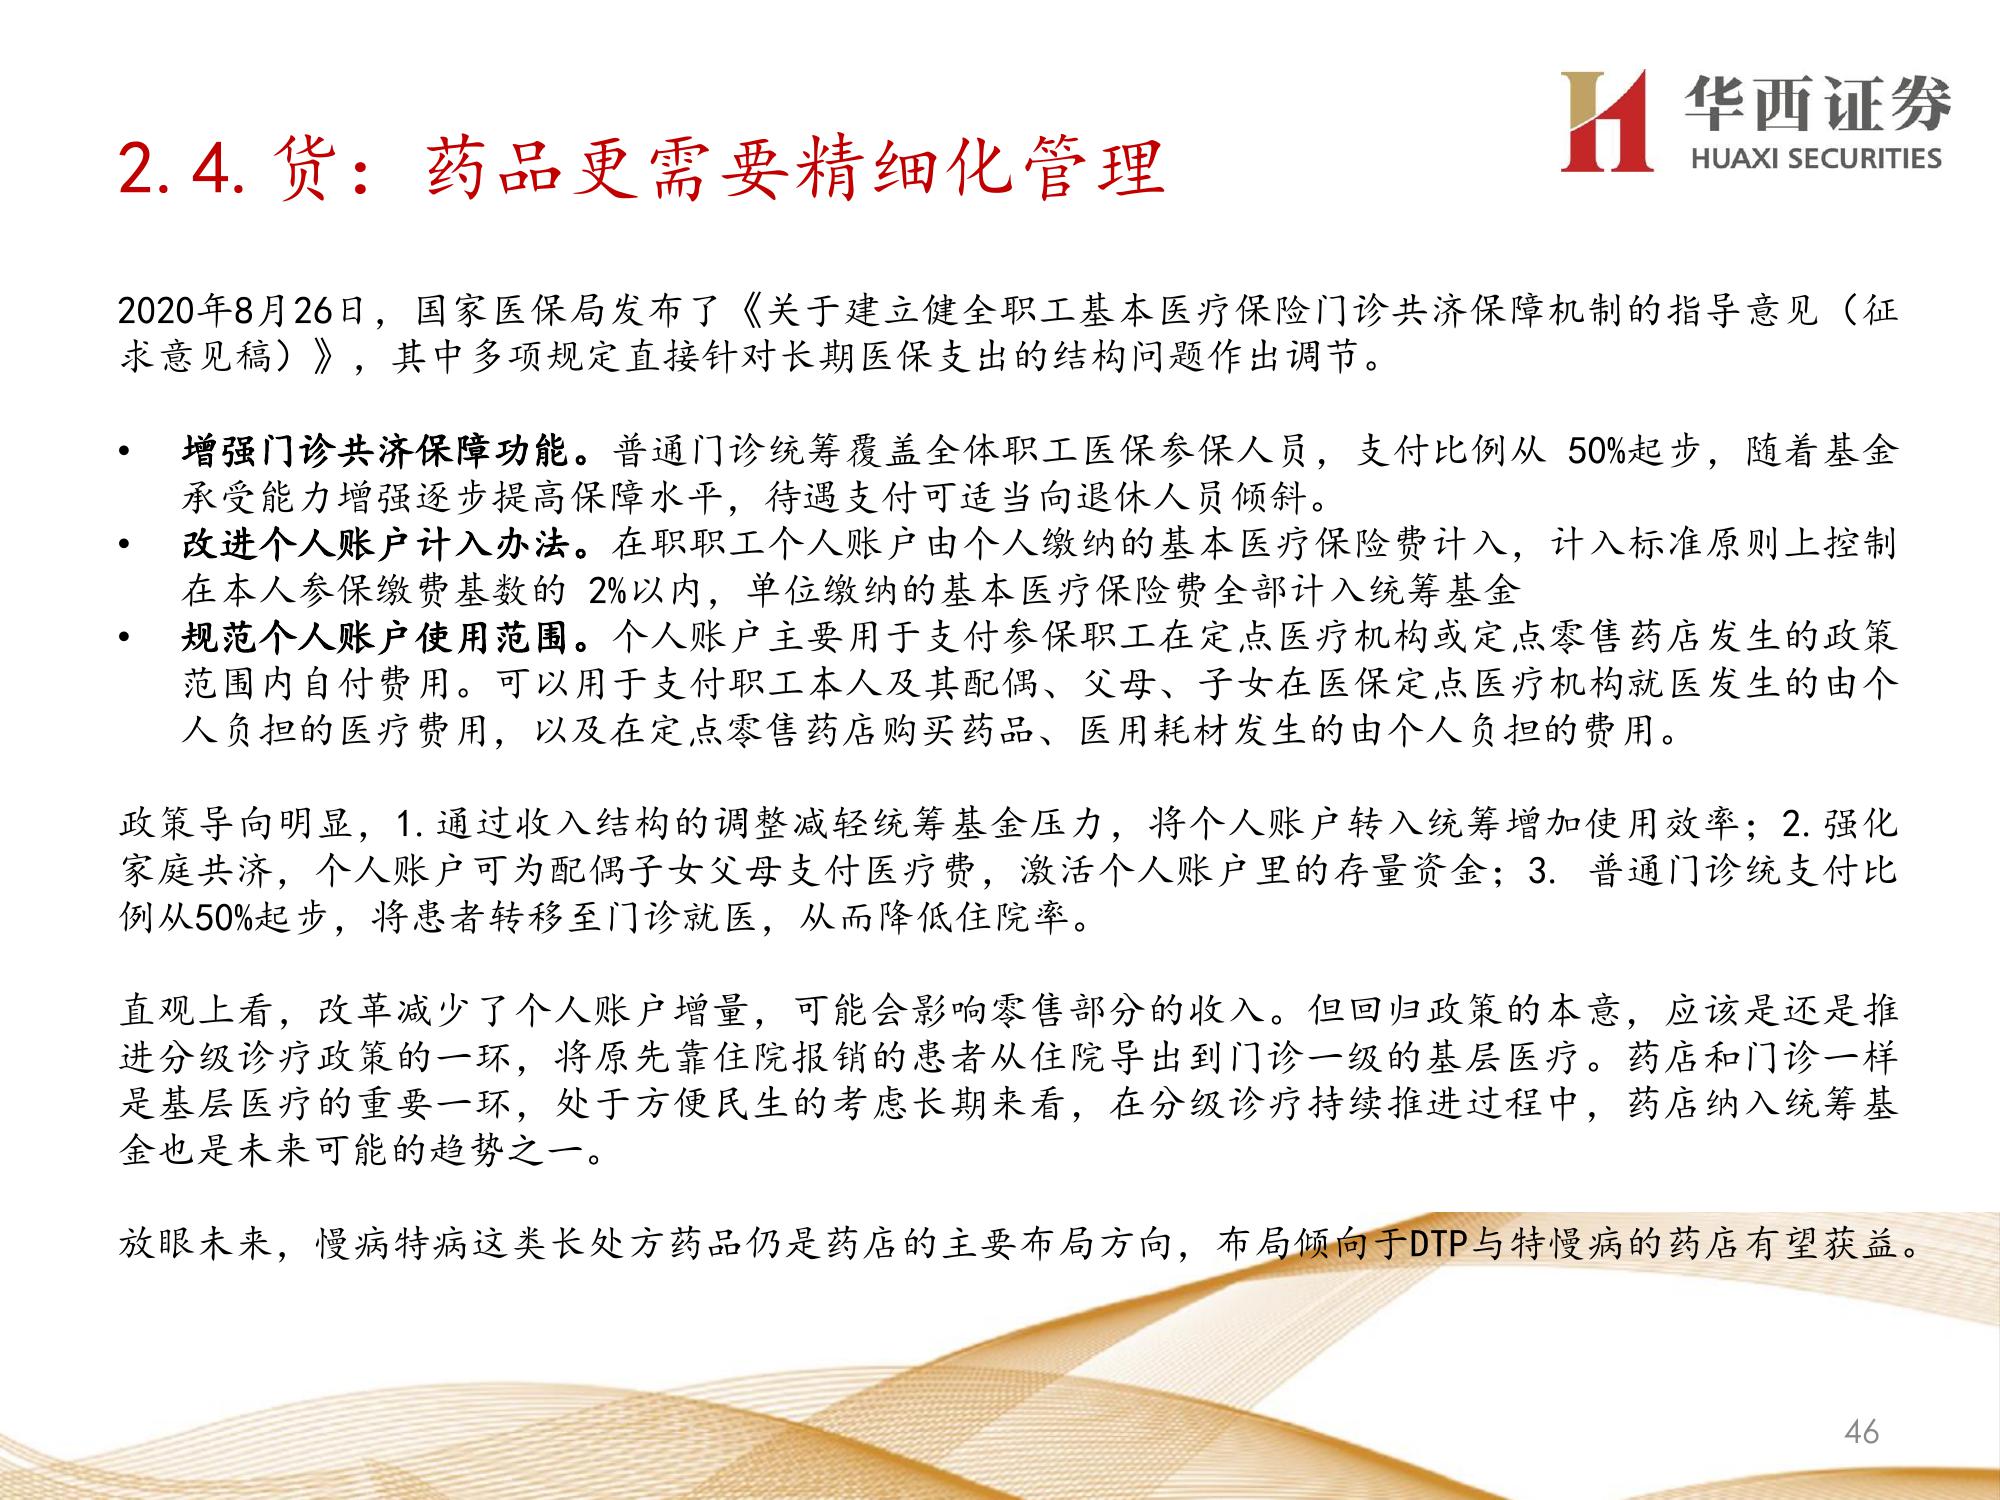 华西证券
HUAXI SECURITIES
2.4.货：药品更需要精细化管理
2020年8月26日，国家医保局发布了《关于建立健全职工基本医疗保险门诊共济保障机制的指导意见（征
求意见稿）》，其中多项规定直接针对长期医保支出的结构问题作出调节。
• 增强门诊共济保障功能。普通门诊统筹覆盖全体职工医保参保人员，支付比例从 50%起步，随着基金
承受能力增强逐步提高保障水平，待遇支付可适当向退休人员倾斜。
• 改进个人账户计入办法。在职职工个人账户由个人缴纳的基本医疗保险费计入，计入标准原则上控制
在本人参保缴费基数的 2%以内，单位缴纳的基本医疗保险费全部计入统筹基金
• 规范个人账户使用范围。个人账户主要用于支付参保职工在定点医疗机构或定点零售药店发生的政策
范围内自付费用。可以用于支付职工本人及其配偶、父母、子女在医保定点医疗机构就医发生的由个
人负担的医疗费用，以及在定点零售药店购买药品、医用耗材发生的由个人负担的费用。
政策导向明显，1.通过收入结构的调整减轻统筹基金压力，将个人账户转入统筹增加使用效率；2.强化
家庭共济，个人账户可为配偶子女父母支付医疗费，激活个人账户里的存量资金；3. 普通门诊统支付比
例从50%起步，将患者转移至门诊就医，从而降低住院率。
直观上看，改革减少了个人账户增量，可能会影响零售部分的收入。但回归政策的本意，应该是还是推
进分级诊疗政策的一环，将原先靠住院报销的患者从住院导出到门诊一级的基层医疗。药店和门诊一样
是基层医疗的重要一环，处于方便民生的考虑长期来看，在分级诊疗持续推进过程中，药店纳入统筹基
金也是未来可能的趋势之一。
放眼未来，慢病特病这类长处方药品仍是药店的主要布局方向，布局倾向于DTP与特慢病的药店有望获益。
46